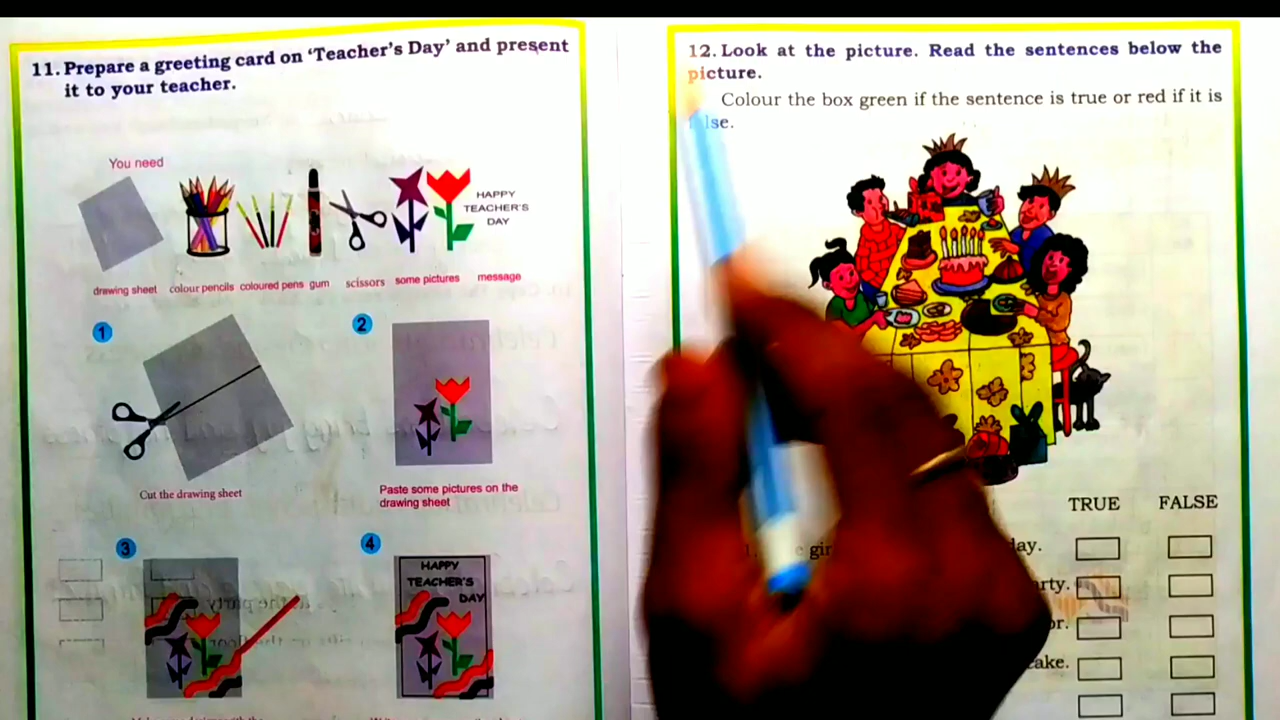 11. Prepare a greeting card on ‘Teacher’s Day’ and present
it to your teacher.
You need
HAPPY
TEACHER'S
DAY
drawing sheet colour pencils coloured pens gum scissors some pictures message
1
2
Cut the drawing sheet
Paste some pictures on the
drawing sheet
3
4
HAPPY
TEACHER'S
DAY
12. Look at the picture. Read the sentences below the
picture.
Colour the box green if the sentence is true or red if it is
TRUE FALSE